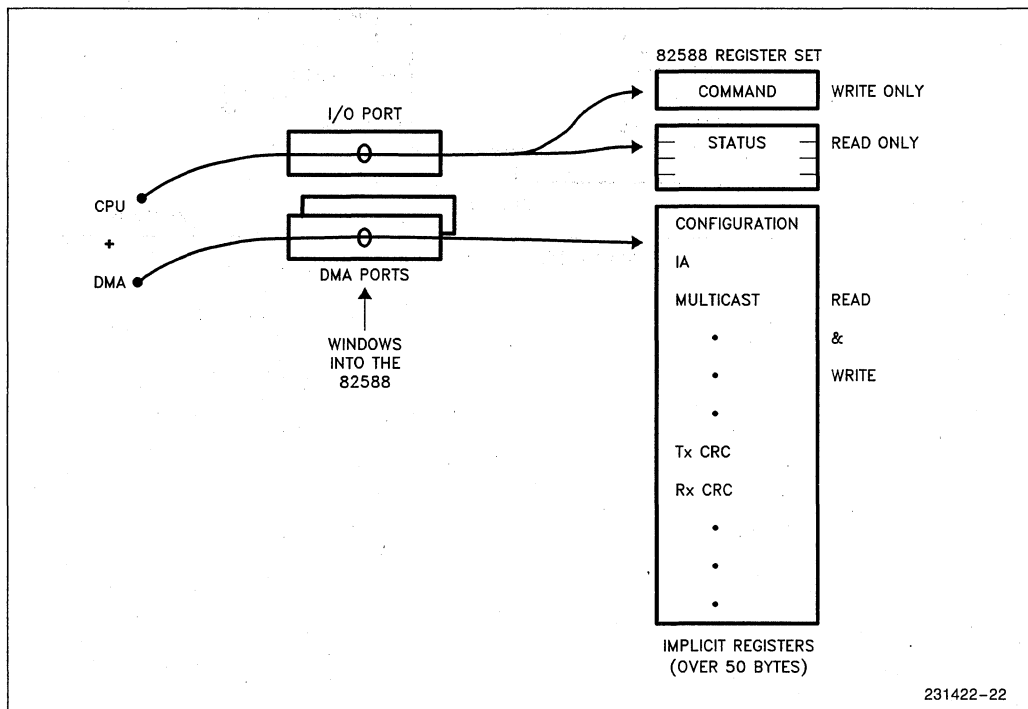 82588 REGISTER SET
COMMAND
WRITE ONLY
I/O PORT
STATUS
READ ONLY
CPU
+
DMA
DMA PORTS
WINDOWS
INTO THE
82588
CONFIGURATION
IA
MULTICAST
READ
&
WRITE
Tx CRC
Rx CRC
IMPLICIT REGISTERS
(OVER 50 BYTES)
231422-22